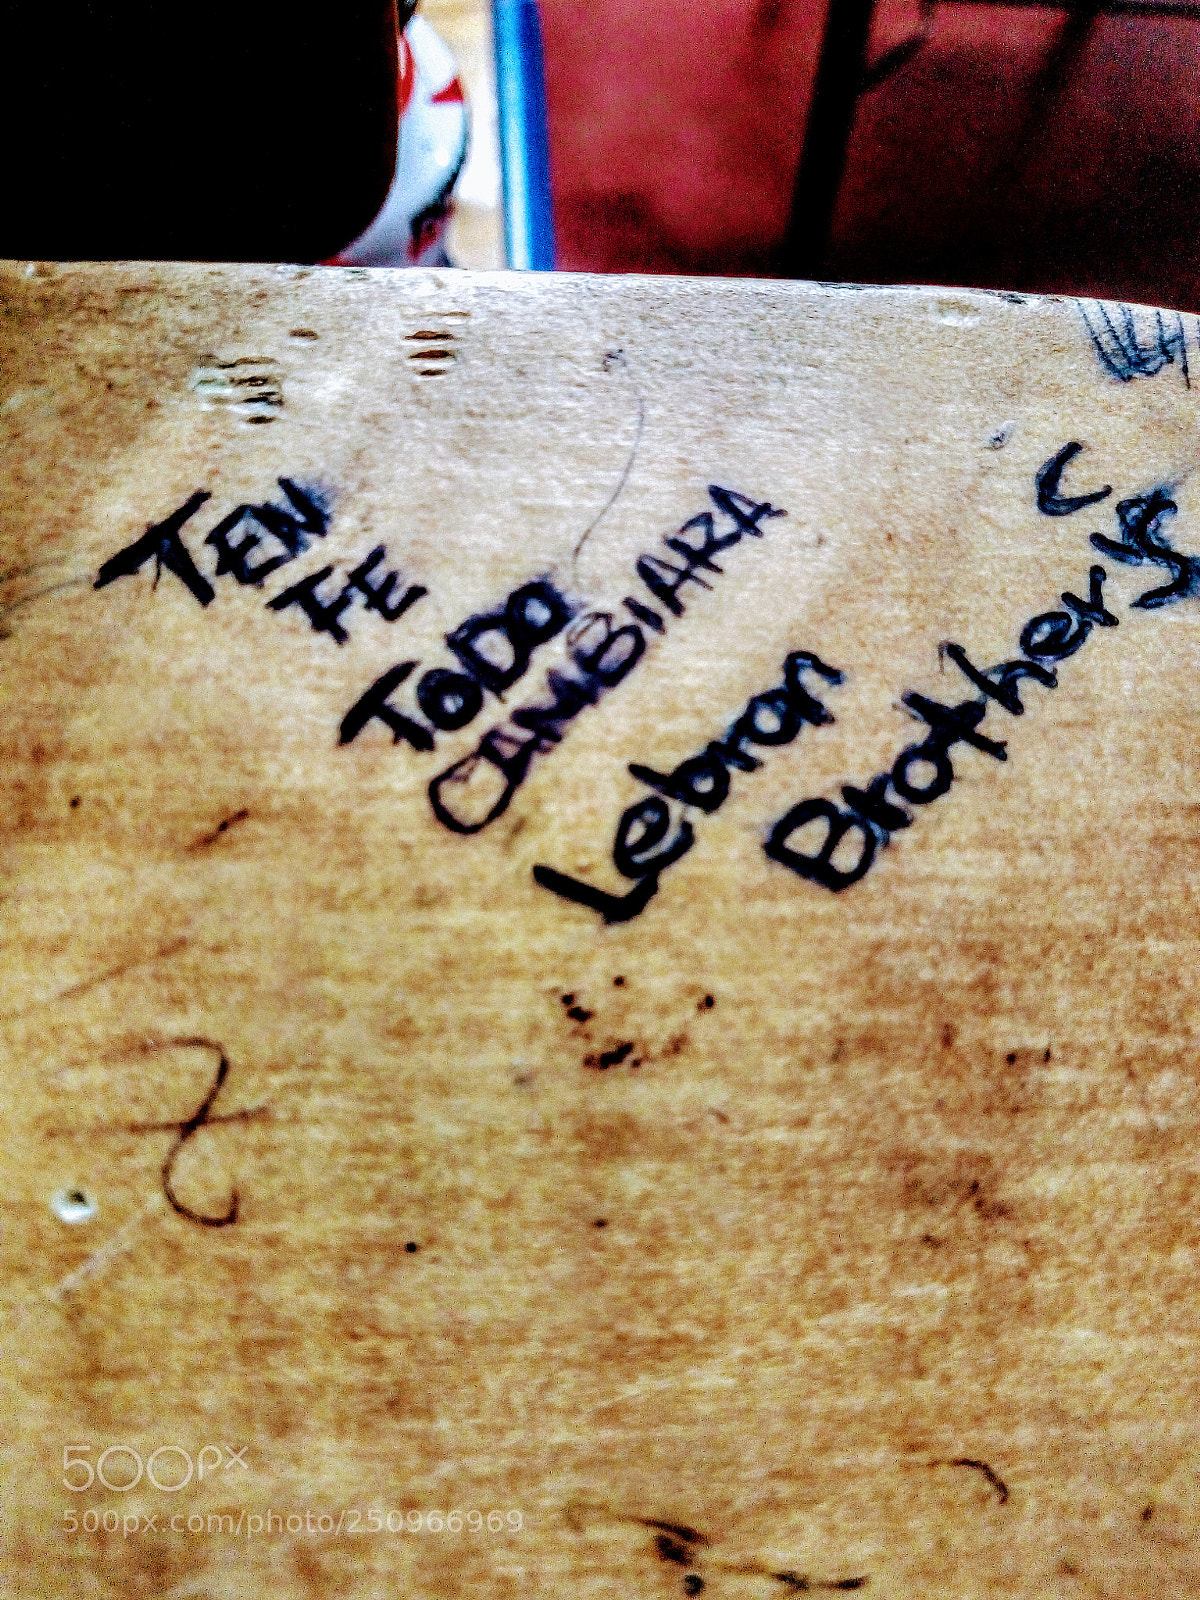 TEN
FE
TODO
CAMBIARA
Lebron
Brothers
500px
500px.com/photo/250966969